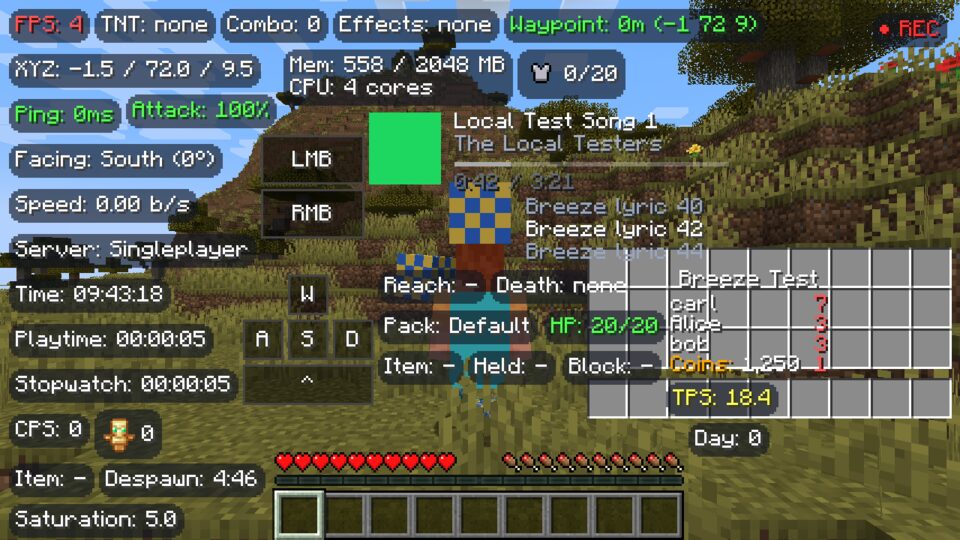 FPS: 4 TNT: none Combo: 0 Effects: none Waypoint: 0m (-1 72 9) REC
XYZ: -1.5 / 72.0 / 9.5
Mem: 558 / 2048 MB
CPU: 4 cores
0/20
Ping: 0ms Attack: 100%
Local Test Song 1
The Local Testers
0:42 / 3:21
Facing: South (0°)
LMB
RMB
Speed: 0.00 b/s
Breeze lyric 40
Breeze lyric 42
Breeze lyric 44
Server: Singleplayer
Time: 09:43:18
W
A S D
^
Reach: - Death: none
Pack: Default HP: 20/20
Item: - Held: - Block: -
Breeze Test
carl 7
Alice 3
bob 3
Coins: 1,250 1
TPS: 18.4
Day: 0
Playtime: 00:00:05
Stopwatch: 00:00:05
CPS: 0 0
Item: - Despawn: 4:46
Saturation: 5.0